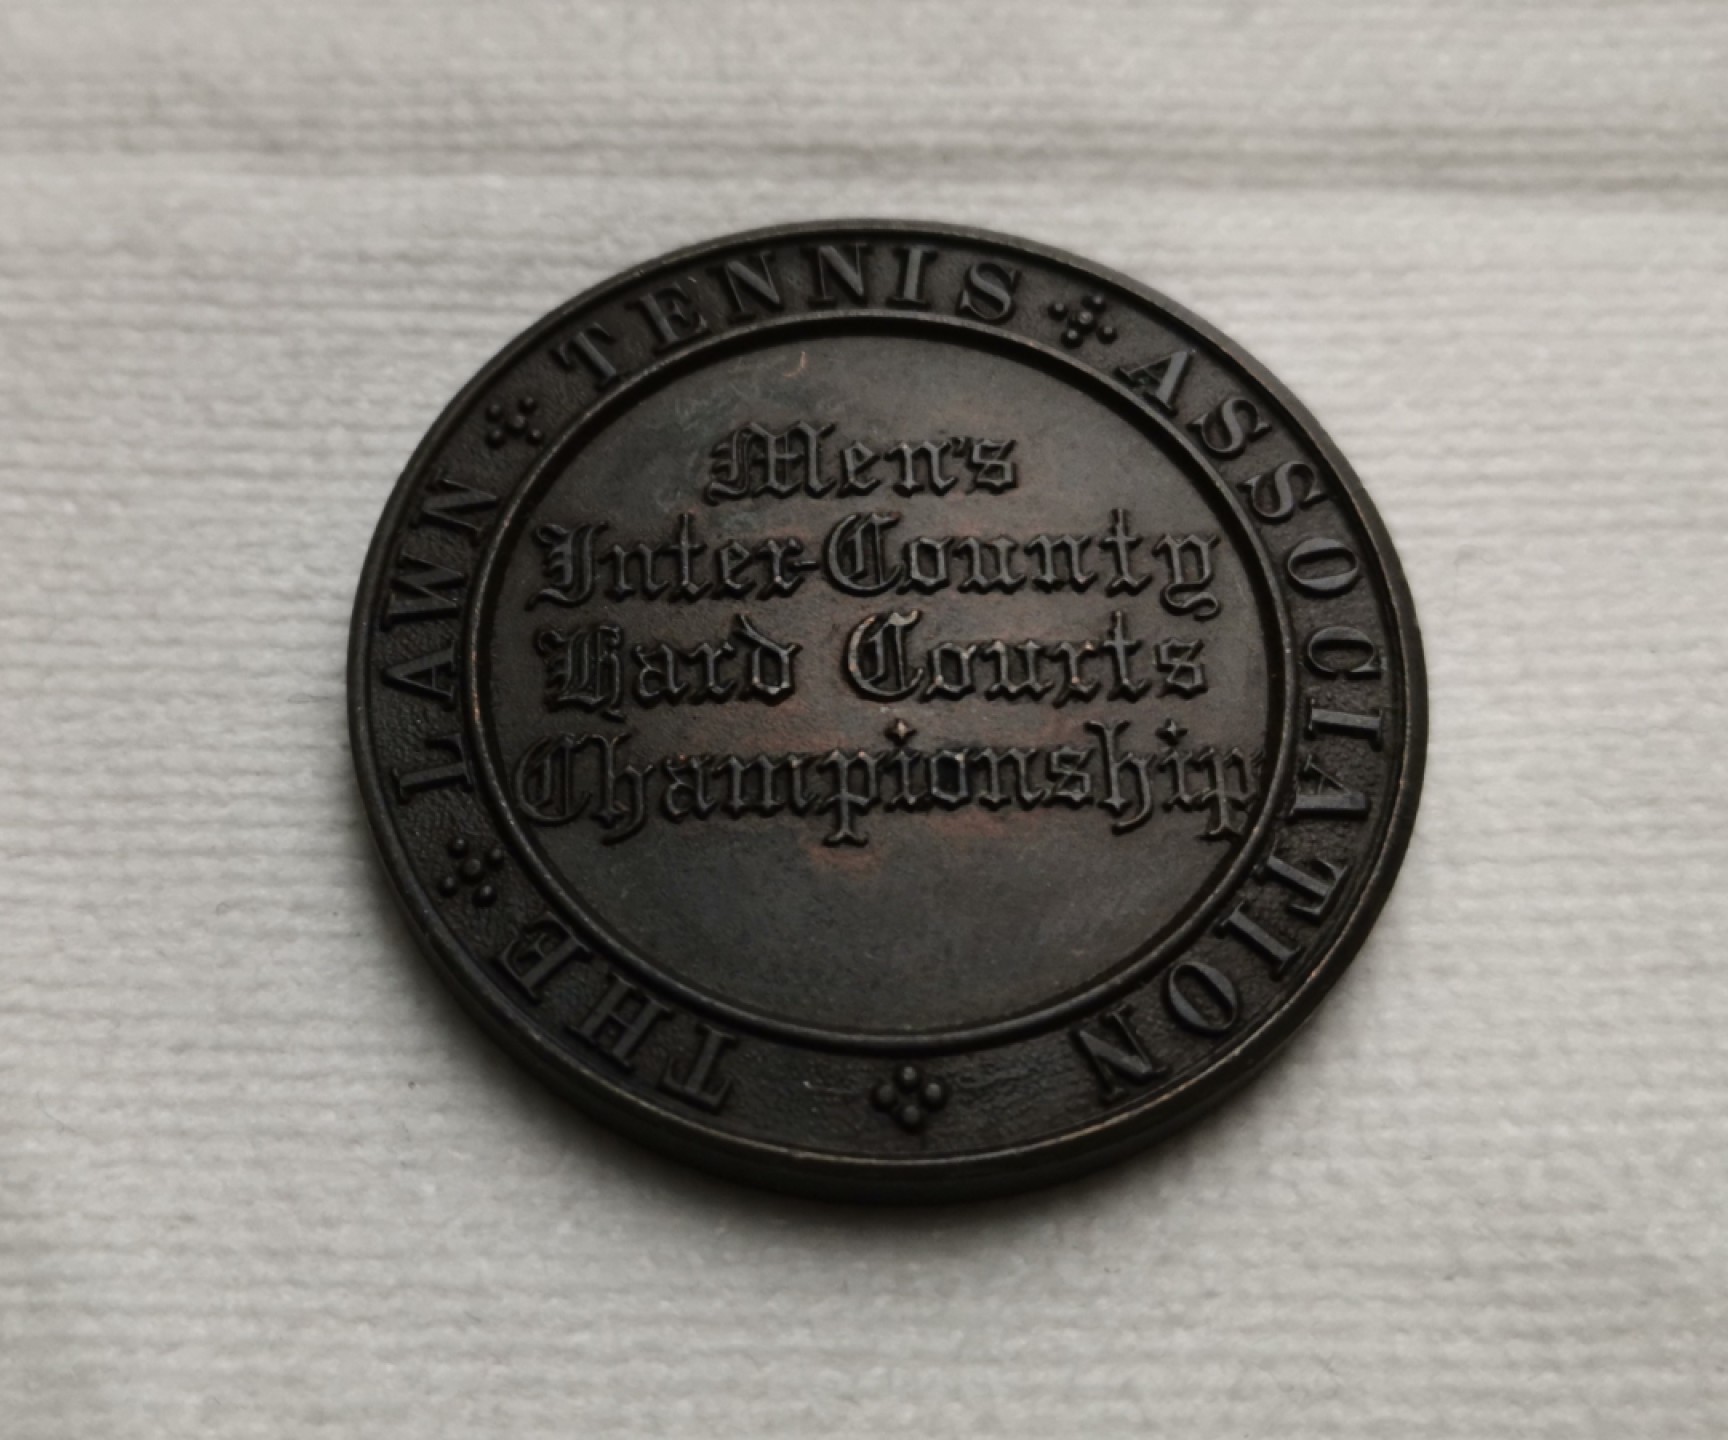 THE LAWN TENNIS ASSOCIATION
Men's
Inter-County
Hard Courts
Championship